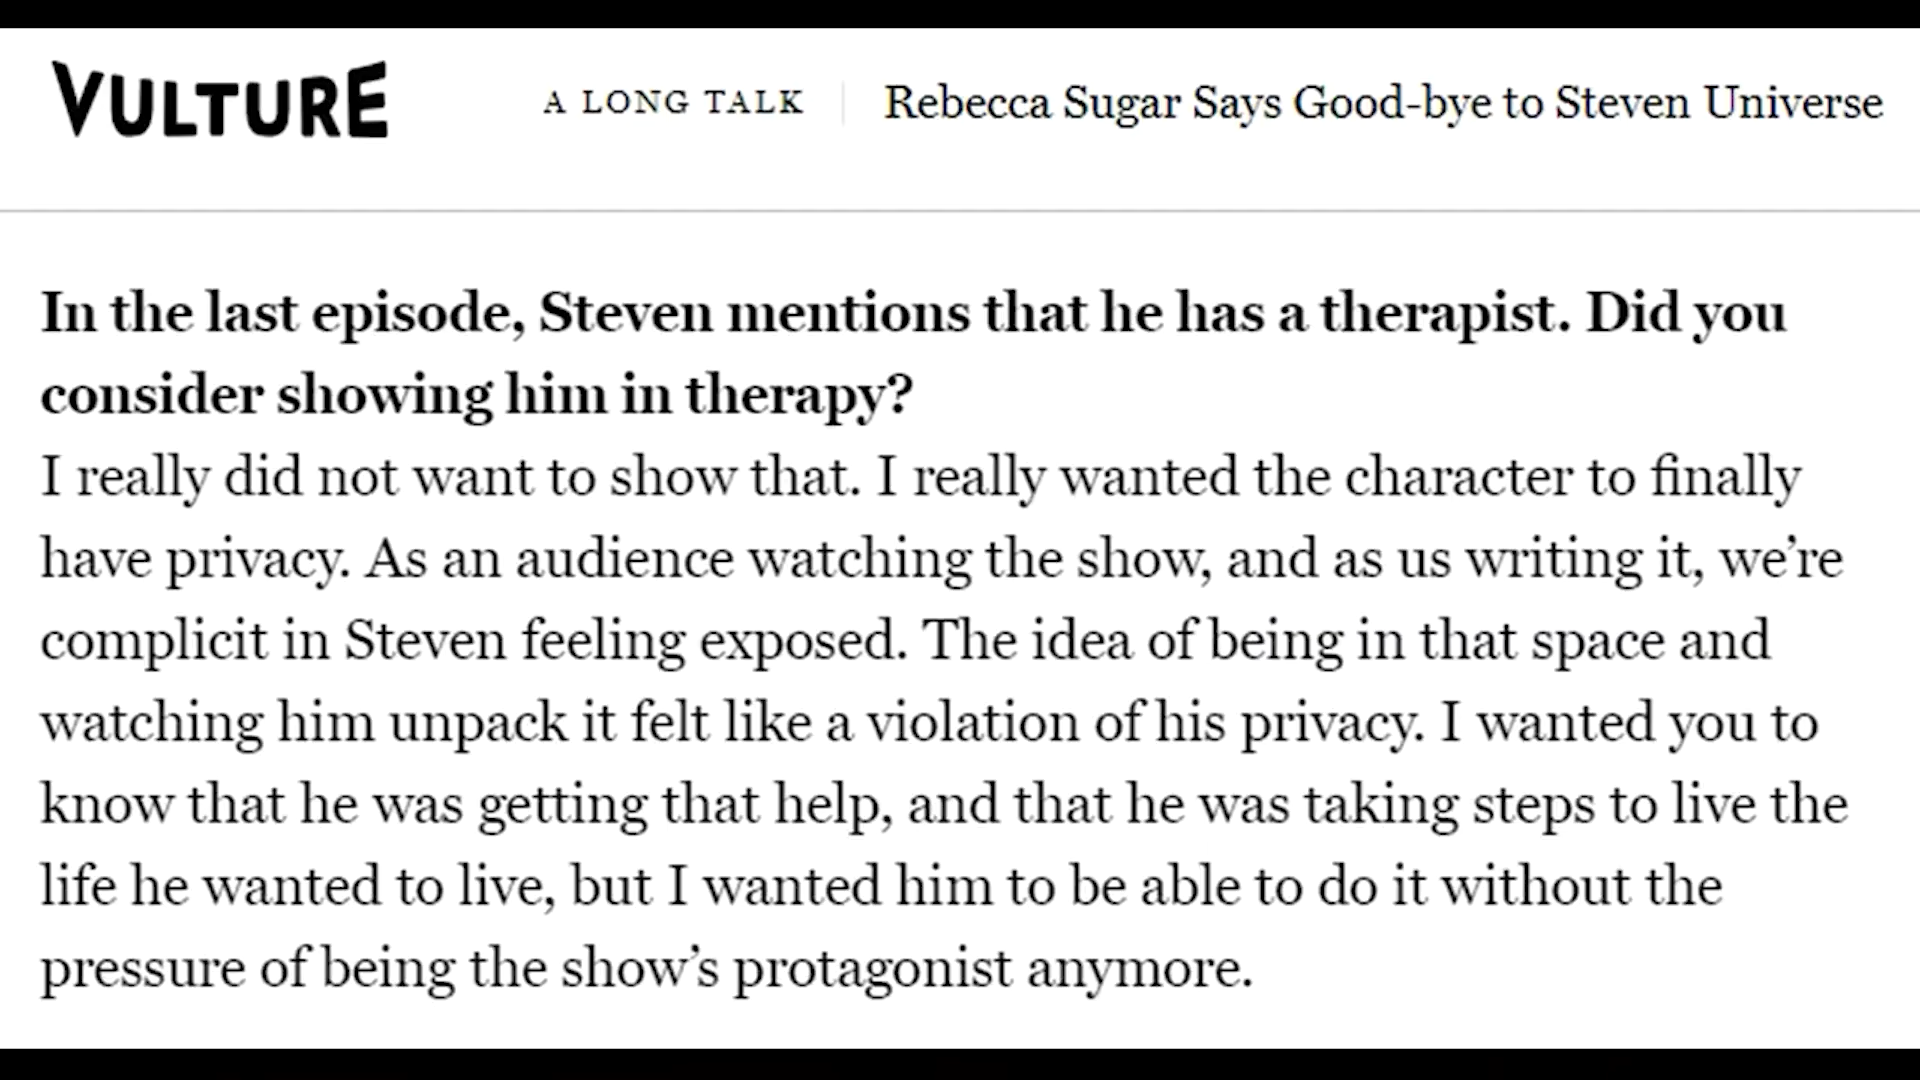 VULTURE A LONG TALK Rebecca Sugar Says Good-bye to Steven Universe
In the last episode, Steven mentions that he has a therapist. Did you
consider showing him in therapy?
I really did not want to show that. I really wanted the character to finally
have privacy. As an audience watching the show, and as us writing it, we’re
complicit in Steven feeling exposed. The idea of being in that space and
watching him unpack it felt like a violation of his privacy. I wanted you to
know that he was getting that help, and that he was taking steps to live the
life he wanted to live, but I wanted him to be able to do it without the
pressure of being the show’s protagonist anymore.